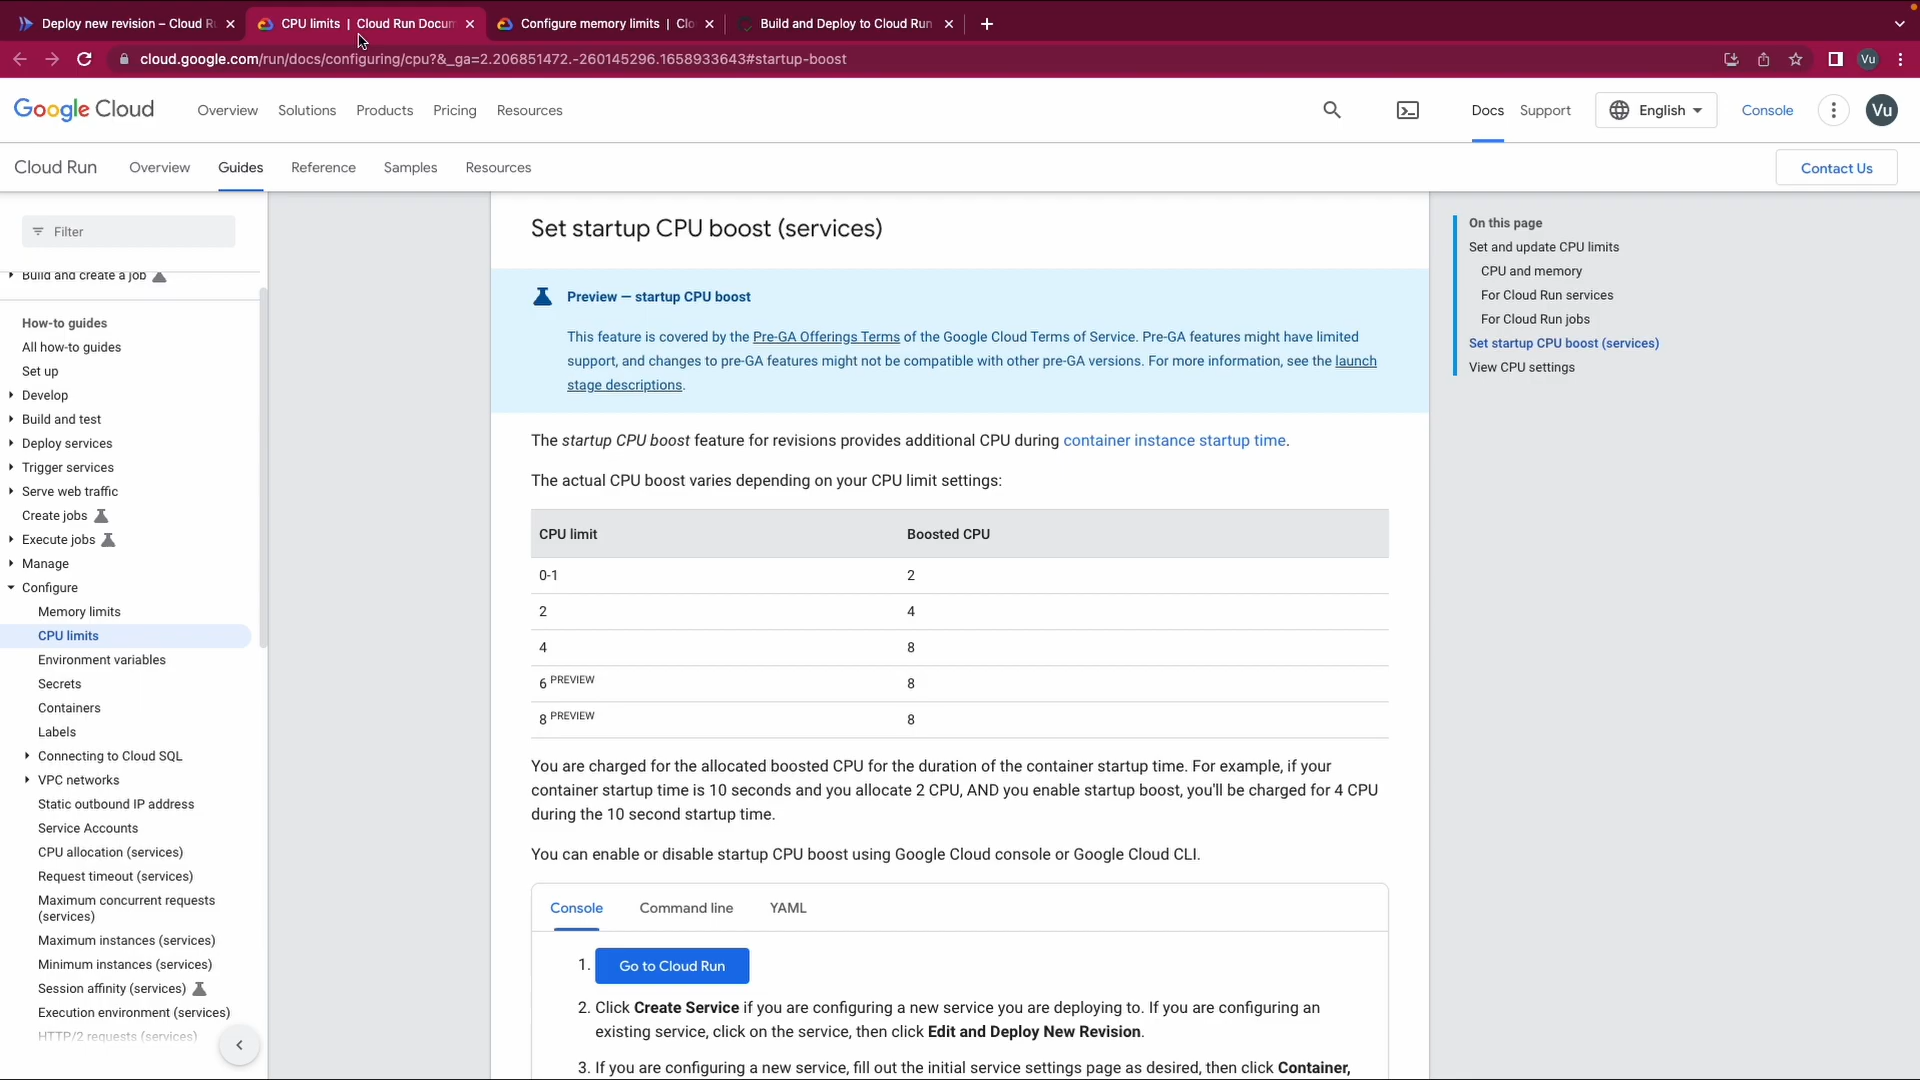 Deploy new revision – Cloud Ru
CPU limits | Cloud Run Docum
Configure memory limits | Clo
Build and Deploy to Cloud Run
cloud.google.com/run/docs/configuring/cpu?&_ga=2.206851472.-260145296.1658933643#startup-boost
Vu
Google Cloud
Overview
Solutions
Products
Pricing
Resources
Docs
Support
English
Console
Vu
Cloud Run
Overview
Guides
Reference
Samples
Resources
Contact Us
Filter
Build and create a job
How-to guides
All how-to guides
Set up
Develop
Build and test
Deploy services
Trigger services
Serve web traffic
Create jobs
Execute jobs
Manage
Configure
Memory limits
CPU limits
Environment variables
Secrets
Containers
Labels
Connecting to Cloud SQL
VPC networks
Static outbound IP address
Service Accounts
CPU allocation (services)
Request timeout (services)
Maximum concurrent requests
(services)
Maximum instances (services)
Minimum instances (services)
Session affinity (services)
Execution environment (services)
HTTP/2 requests (services)
Set startup CPU boost (services)
Preview — startup CPU boost
This feature is covered by the Pre-GA Offerings Terms of the Google Cloud Terms of Service. Pre-GA features might have limited
support, and changes to pre-GA features might not be compatible with other pre-GA versions. For more information, see the launch
stage descriptions.
The startup CPU boost feature for revisions provides additional CPU during container instance startup time.
The actual CPU boost varies depending on your CPU limit settings:
CPU limit Boosted CPU
0-1 2
2 4
4 8
6 PREVIEW 8
8 PREVIEW 8
You are charged for the allocated boosted CPU for the duration of the container startup time. For example, if your
container startup time is 10 seconds and you allocate 2 CPU, AND you enable startup boost, you'll be charged for 4 CPU
during the 10 second startup time.
You can enable or disable startup CPU boost using Google Cloud console or Google Cloud CLI.
Console Command line YAML
1. Go to Cloud Run
2. Click Create Service if you are configuring a new service you are deploying to. If you are configuring an
existing service, click on the service, then click Edit and Deploy New Revision.
3. If you are configuring a new service, fill out the initial service settings page as desired, then click Container,
On this page
Set and update CPU limits
CPU and memory
For Cloud Run services
For Cloud Run jobs
Set startup CPU boost (services)
View CPU settings